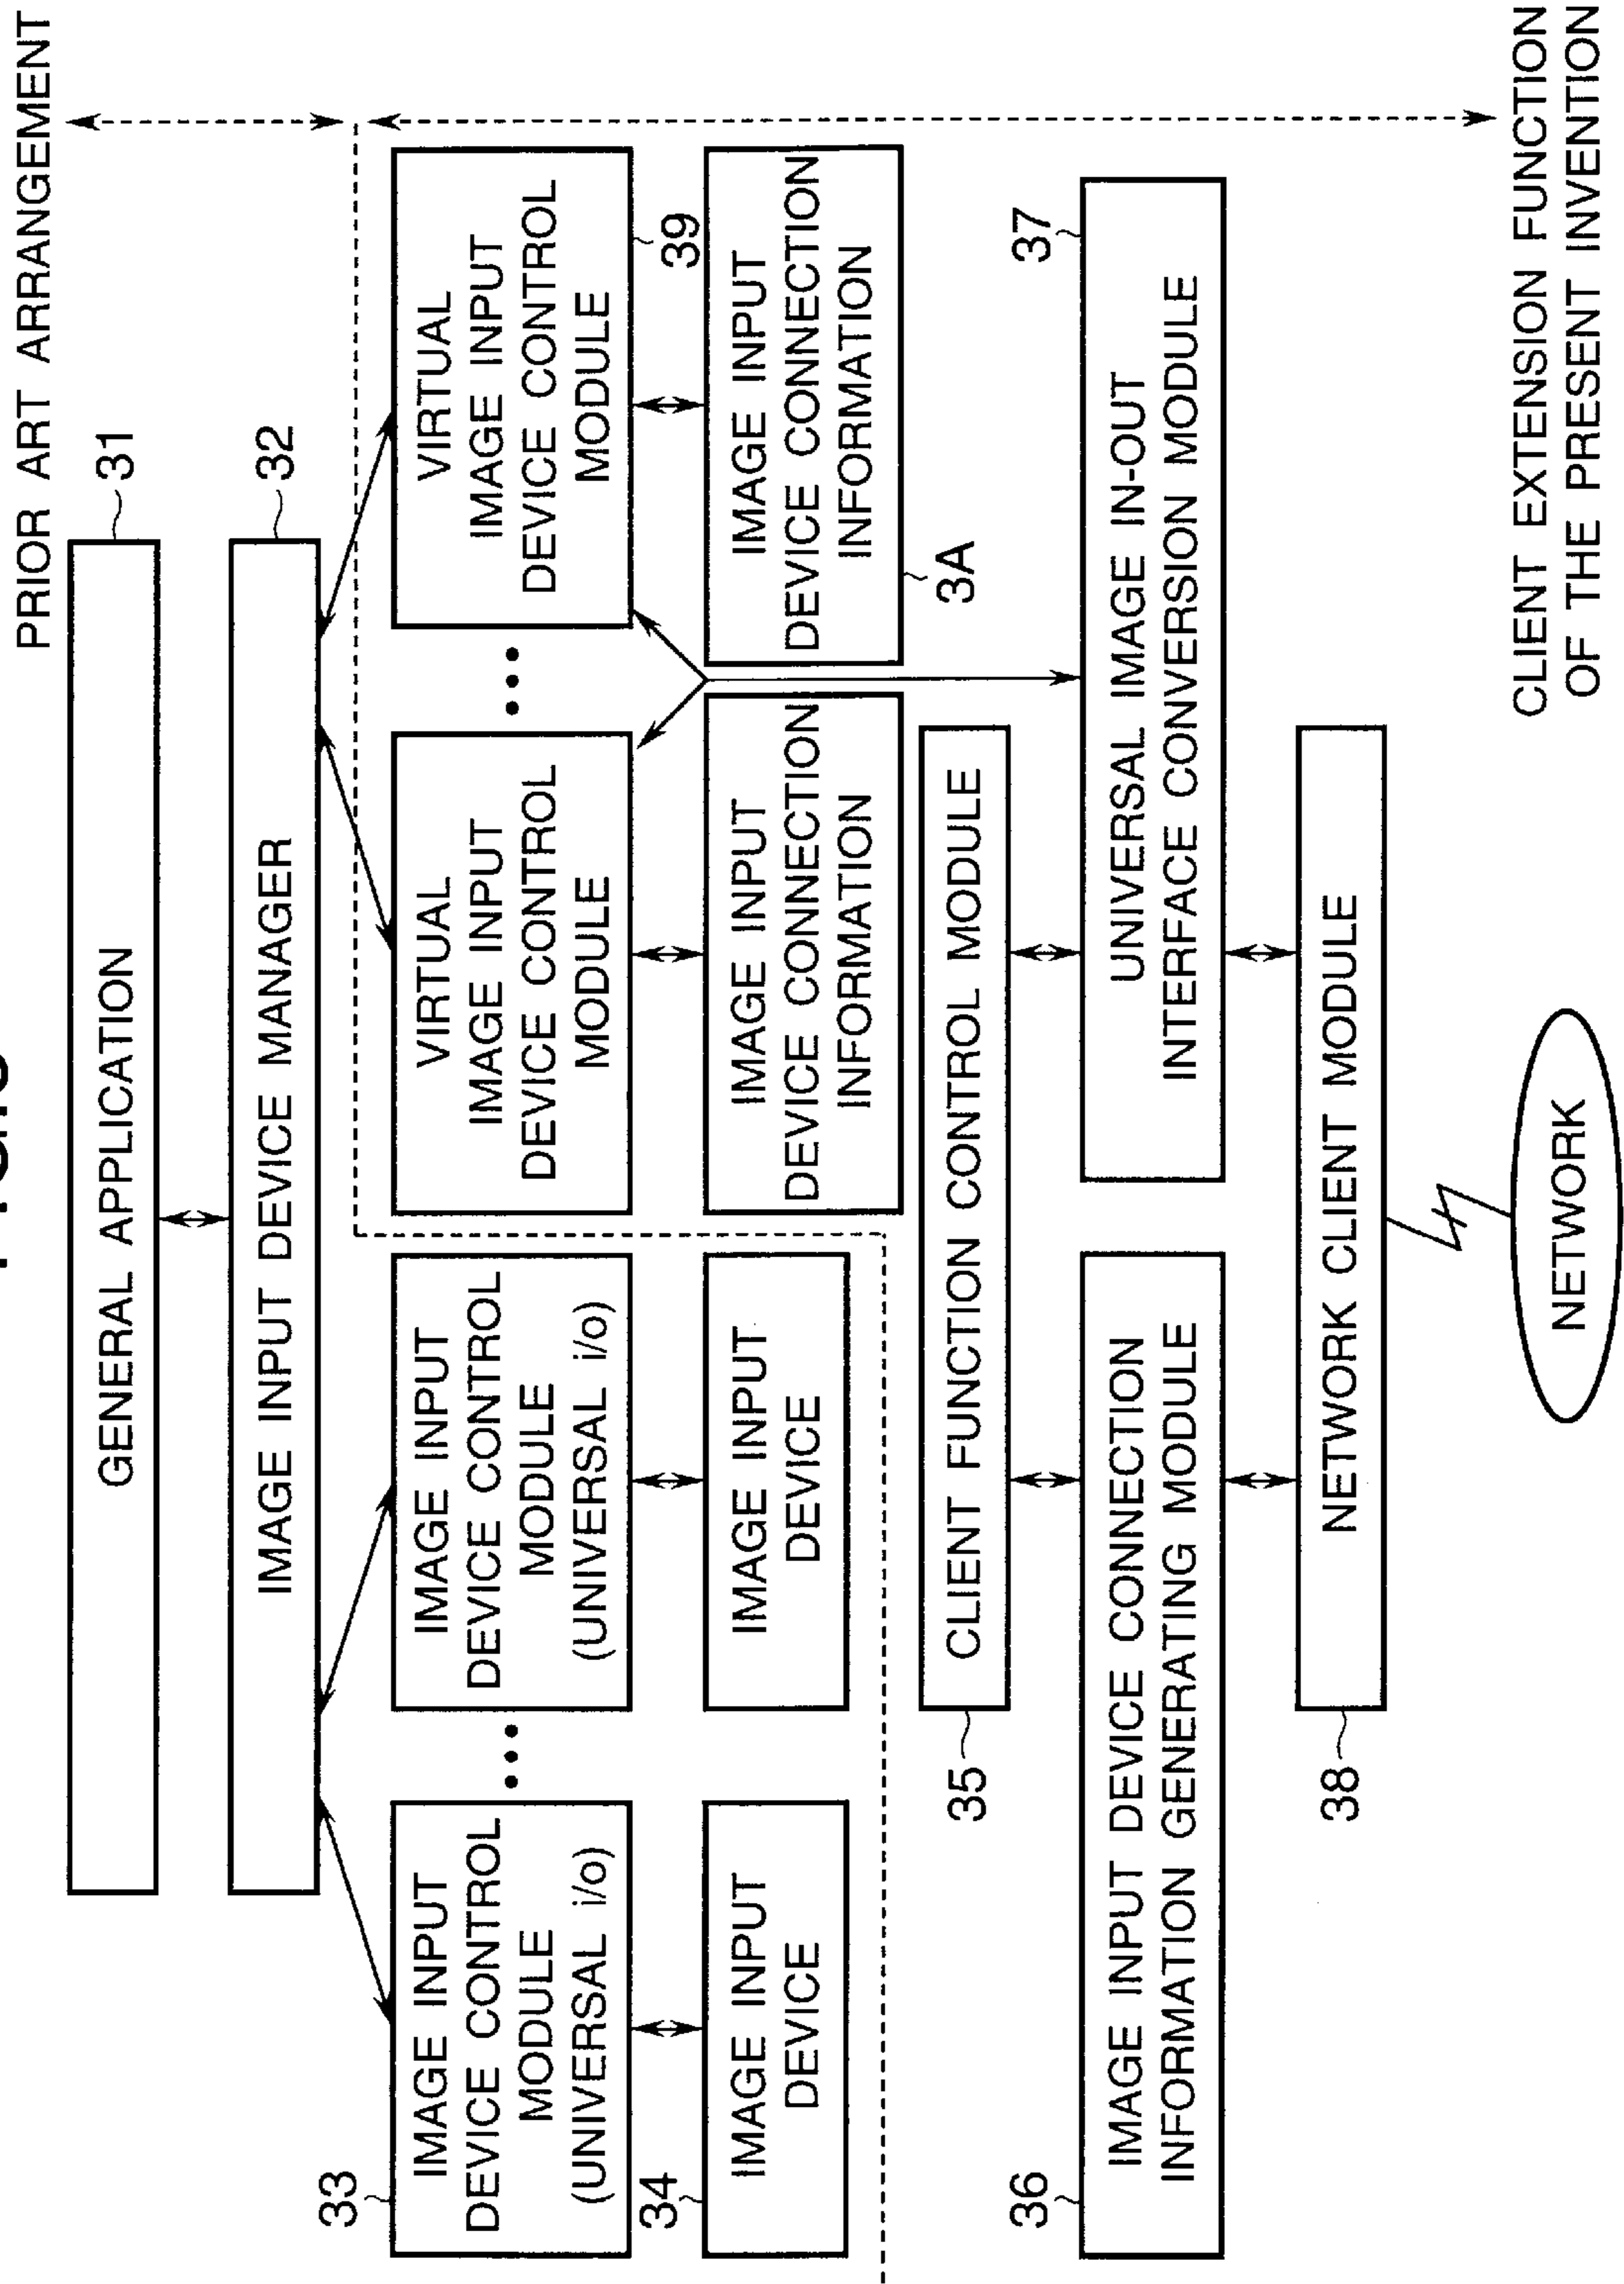 PRIOR ART ARRANGEMENT
GENERAL APPLICATION
31
IMAGE INPUT DEVICE MANAGER
32
33
IMAGE INPUT
DEVICE CONTROL
MODULE
(UNIVERSAL i/o)
IMAGE INPUT
DEVICE CONTROL
MODULE
(UNIVERSAL i/o)
VIRTUAL
IMAGE INPUT
DEVICE CONTROL
MODULE
VIRTUAL
IMAGE INPUT
DEVICE CONTROL
MODULE
39
34
IMAGE INPUT
DEVICE
IMAGE INPUT
DEVICE
IMAGE INPUT
DEVICE CONNECTION
INFORMATION
IMAGE INPUT
DEVICE CONNECTION
INFORMATION
3A
35
CLIENT FUNCTION CONTROL MODULE
36
IMAGE INPUT DEVICE CONNECTION
INFORMATION GENERATING MODULE
37
UNIVERSAL IMAGE IN-OUT
INTERFACE CONVERSION MODULE
38
NETWORK CLIENT MODULE
NETWORK
CLIENT EXTENSION FUNCTION
OF THE PRESENT INVENTION